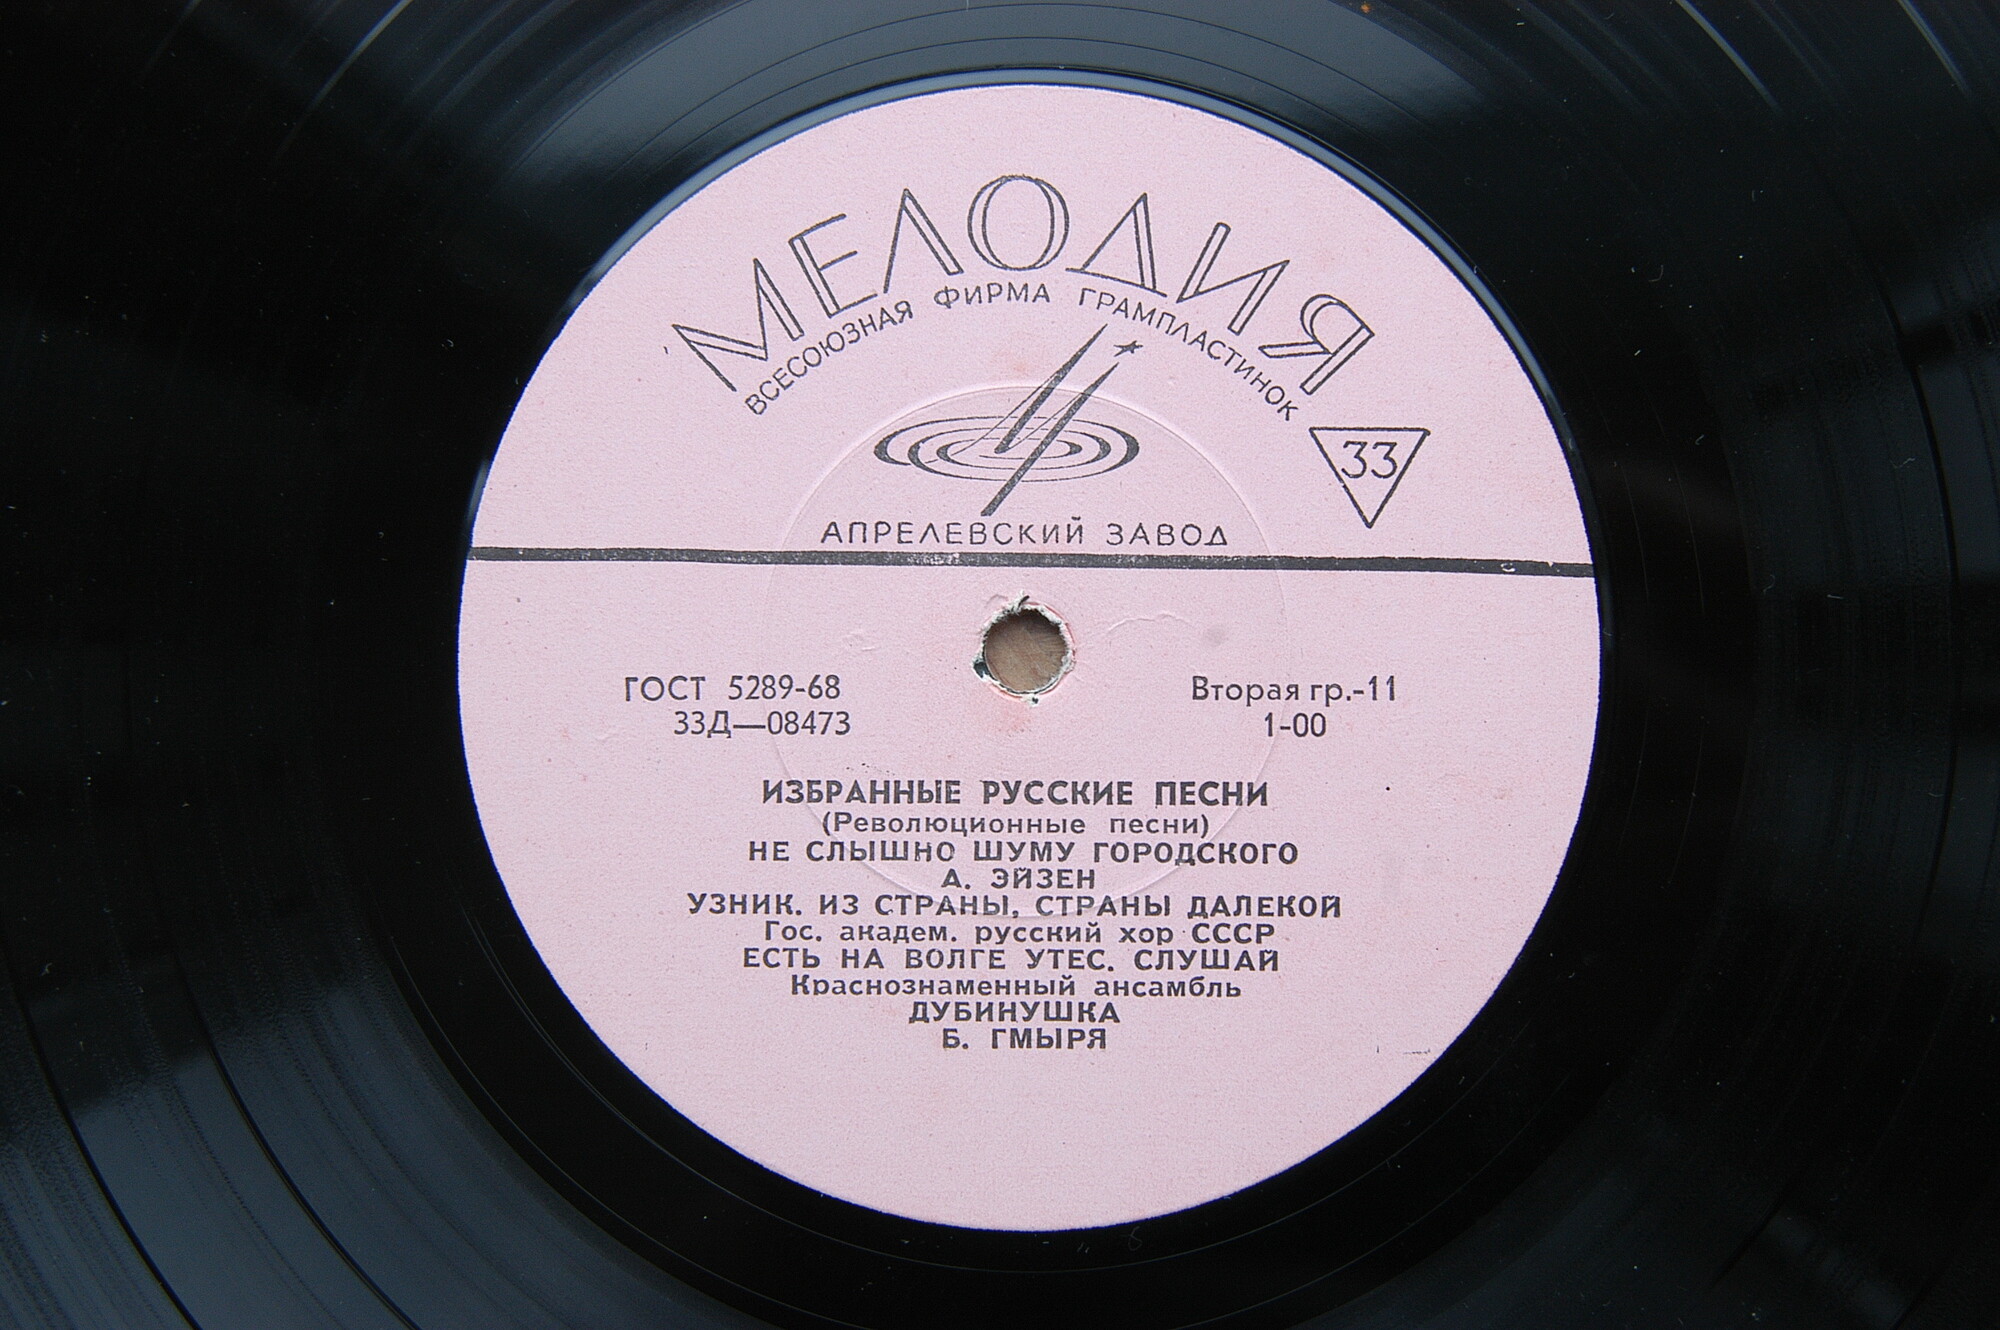 МЕЛОДИЯ
ВСЕСОЮЗНАЯ ФИРМА ГРАМПЛАСТИНОК
33
АПРЕЛЕВСКИЙ ЗАВОД
ГОСТ 5289-68
Вторая гр.-11
33Д—08473
1-00
ИЗБРАННЫЕ РУССКИЕ ПЕСНИ
(Революционные песни)
НЕ СЛЫШНО ШУМУ ГОРОДСКОГО
А. ЭЙЗЕН
УЗНИК. ИЗ СТРАНЫ, СТРАНЫ ДАЛЕКОЙ
Гос. академ. русский хор СССР
ЕСТЬ НА ВОЛГЕ УТЕС. СЛУШАЙ
Краснознаменный ансамбль
ДУБИНУШКА
Б. ГМЫРЯ